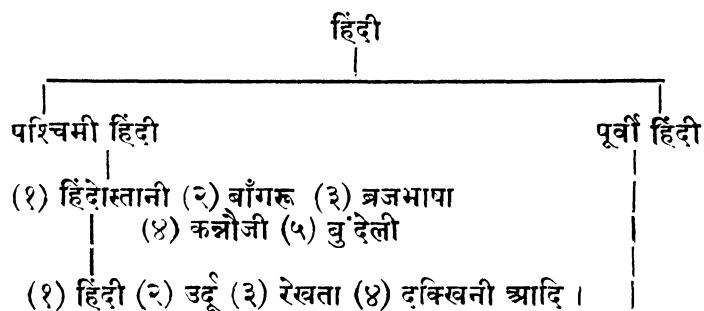 हिंदी
पश्चिमी हिंदी पूर्वी हिंदी
(१) हिंदोस्तानी (२) बाँगरू (३) ब्रजभाषा
(४) कन्नौजी (५) बुंदेली
(१) हिंदी (२) उर्दू (३) रेखता (४) दक्खिनी आदि ।